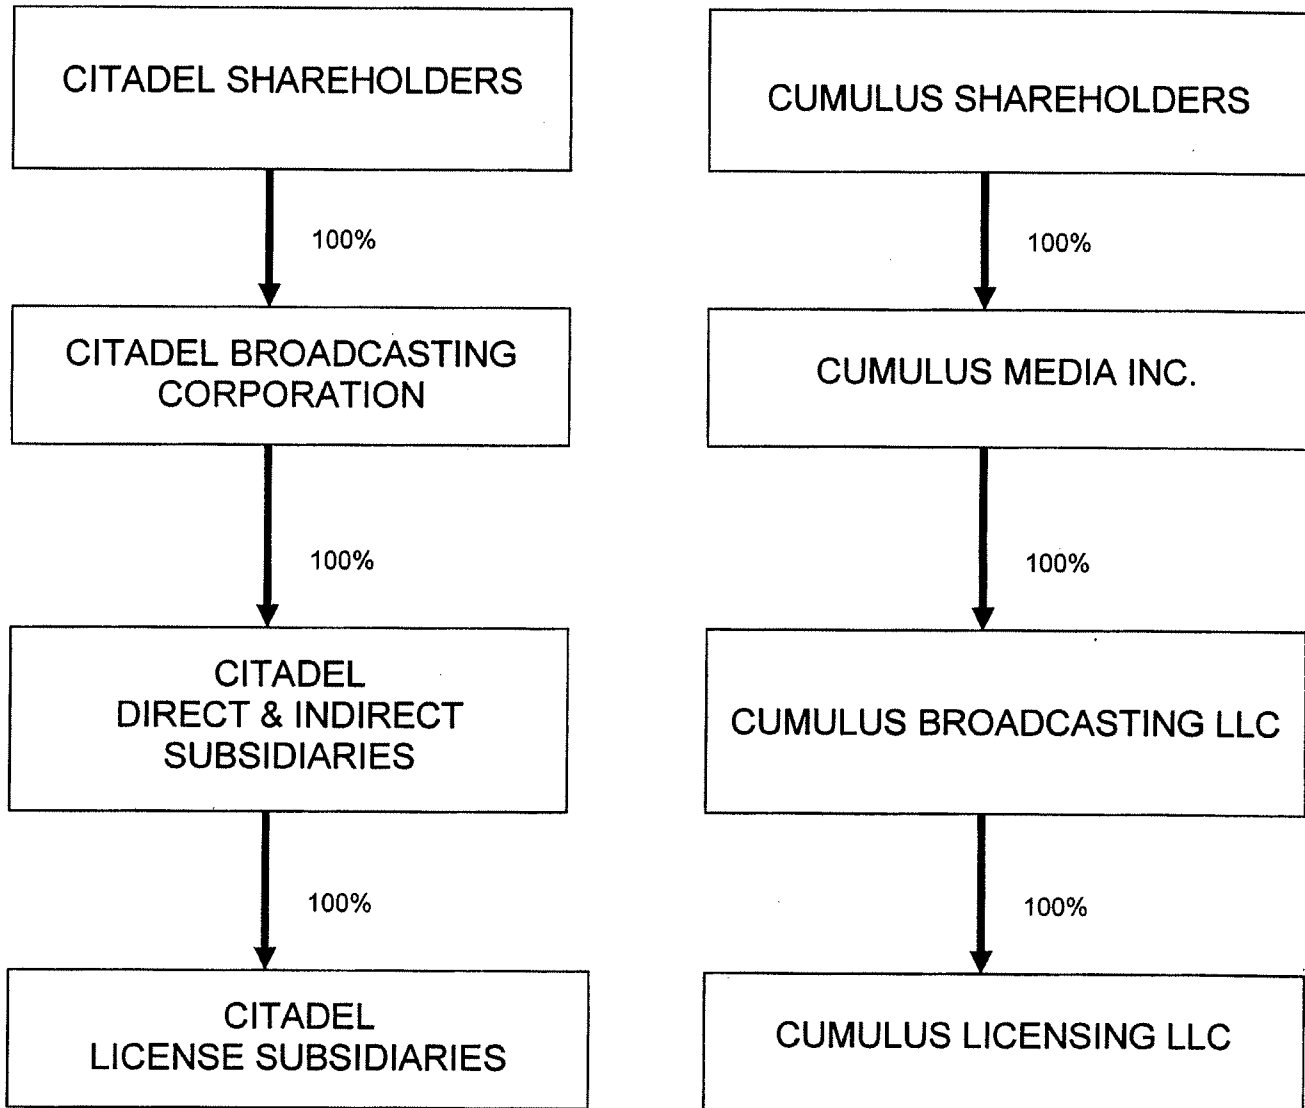 CITADEL SHAREHOLDERS
100%
CITADEL BROADCASTING
CORPORATION
100%
CITADEL
DIRECT & INDIRECT
SUBSIDIARIES
100%
CITADEL
LICENSE SUBSIDIARIES
CUMULUS SHAREHOLDERS
100%
CUMULUS MEDIA INC.
100%
CUMULUS BROADCASTING LLC
100%
CUMULUS LICENSING LLC